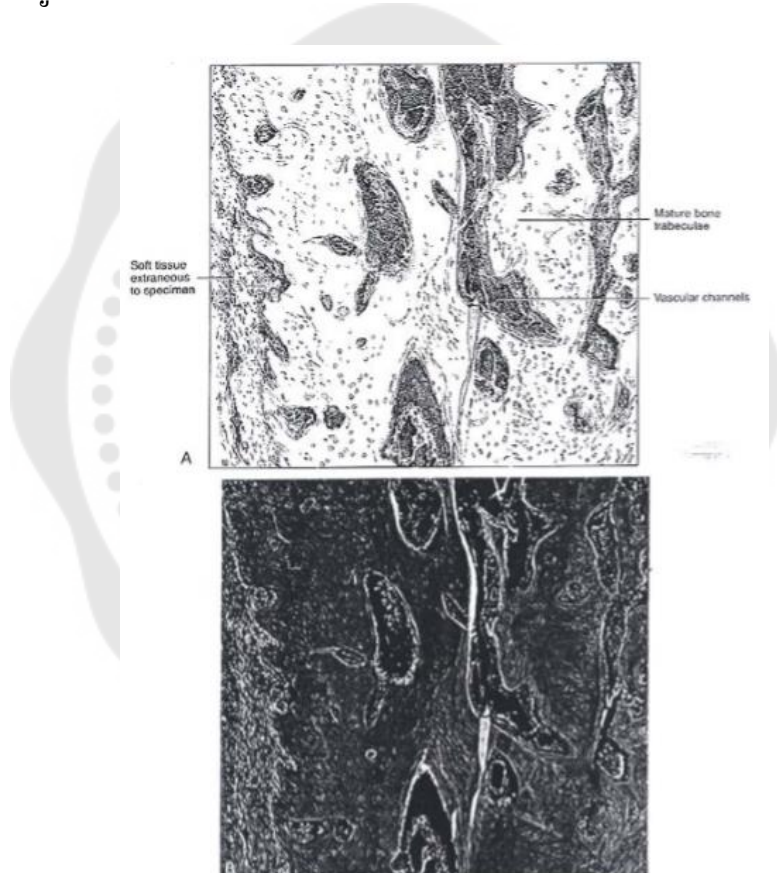 Mature bone
trabeculae
Soft tissue
extraneous
to specimen
Vascular channels
A
B